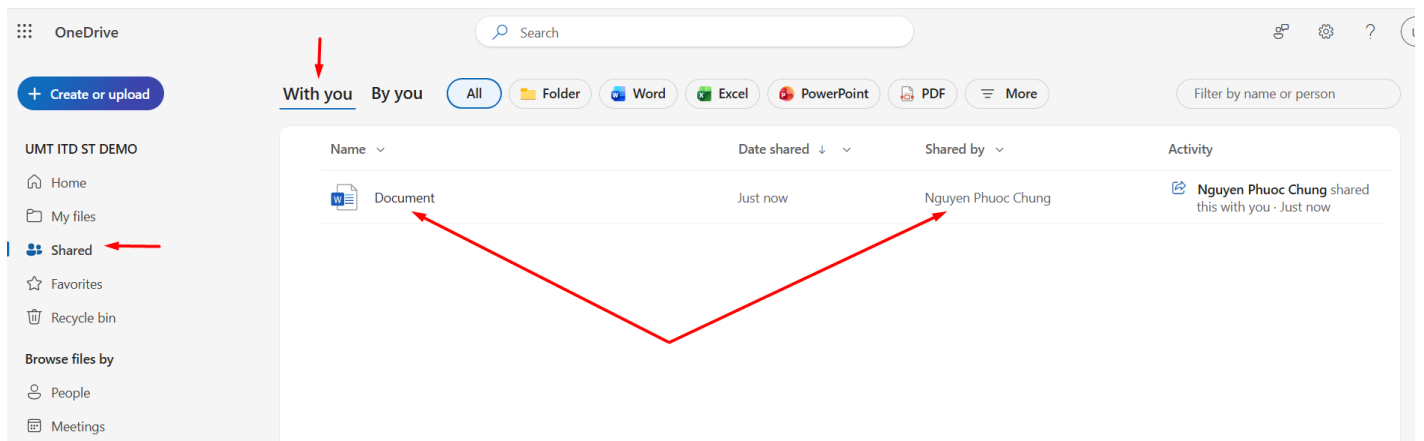 OneDrive
Search
Create or upload
With you By you All Folder Word Excel PowerPoint PDF More Filter by name or person
UMT ITD ST DEMO
Home
My files
Shared
Favorites
Recycle bin
Browse files by
People
Meetings
Name Date shared Shared by Activity
Document Just now Nguyen Phuoc Chung Nguyen Phuoc Chung shared
this with you · Just now